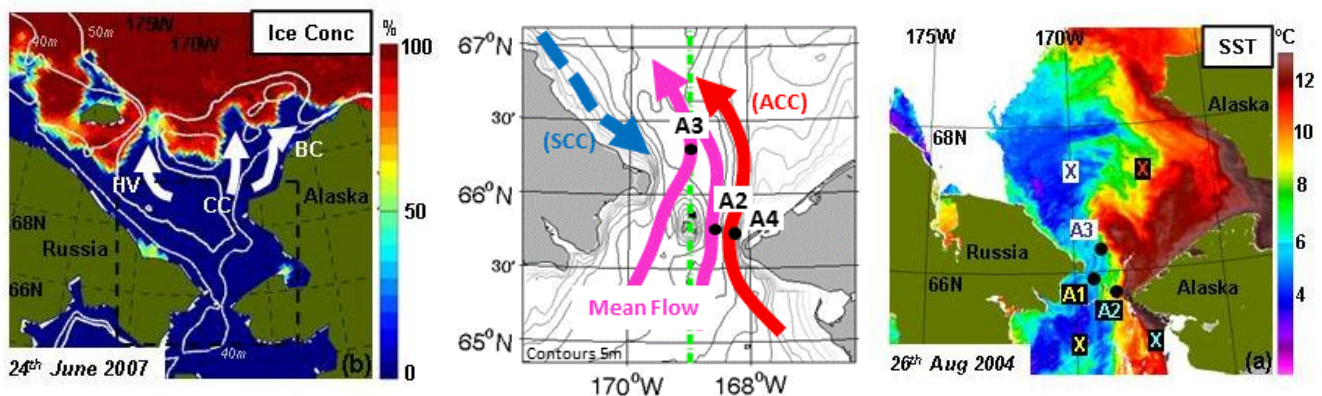 175W
170W
40m
50m
Ice Conc
%
100
50
0
HV
CC
BC
68N
66N
Russia
Alaska
40m
24th June 2007
(b)
67°N
30'
66°N
30'
65°N
(SCC)
(ACC)
A3
A2
A4
Mean Flow
Contours 5m
170°W
168°W
175W
170W
SST
°C
12
10
8
6
4
2
Alaska
68N
X
X
A3
Russia
66N
A1
A2
Alaska
X
X
26th Aug 2004
(a)